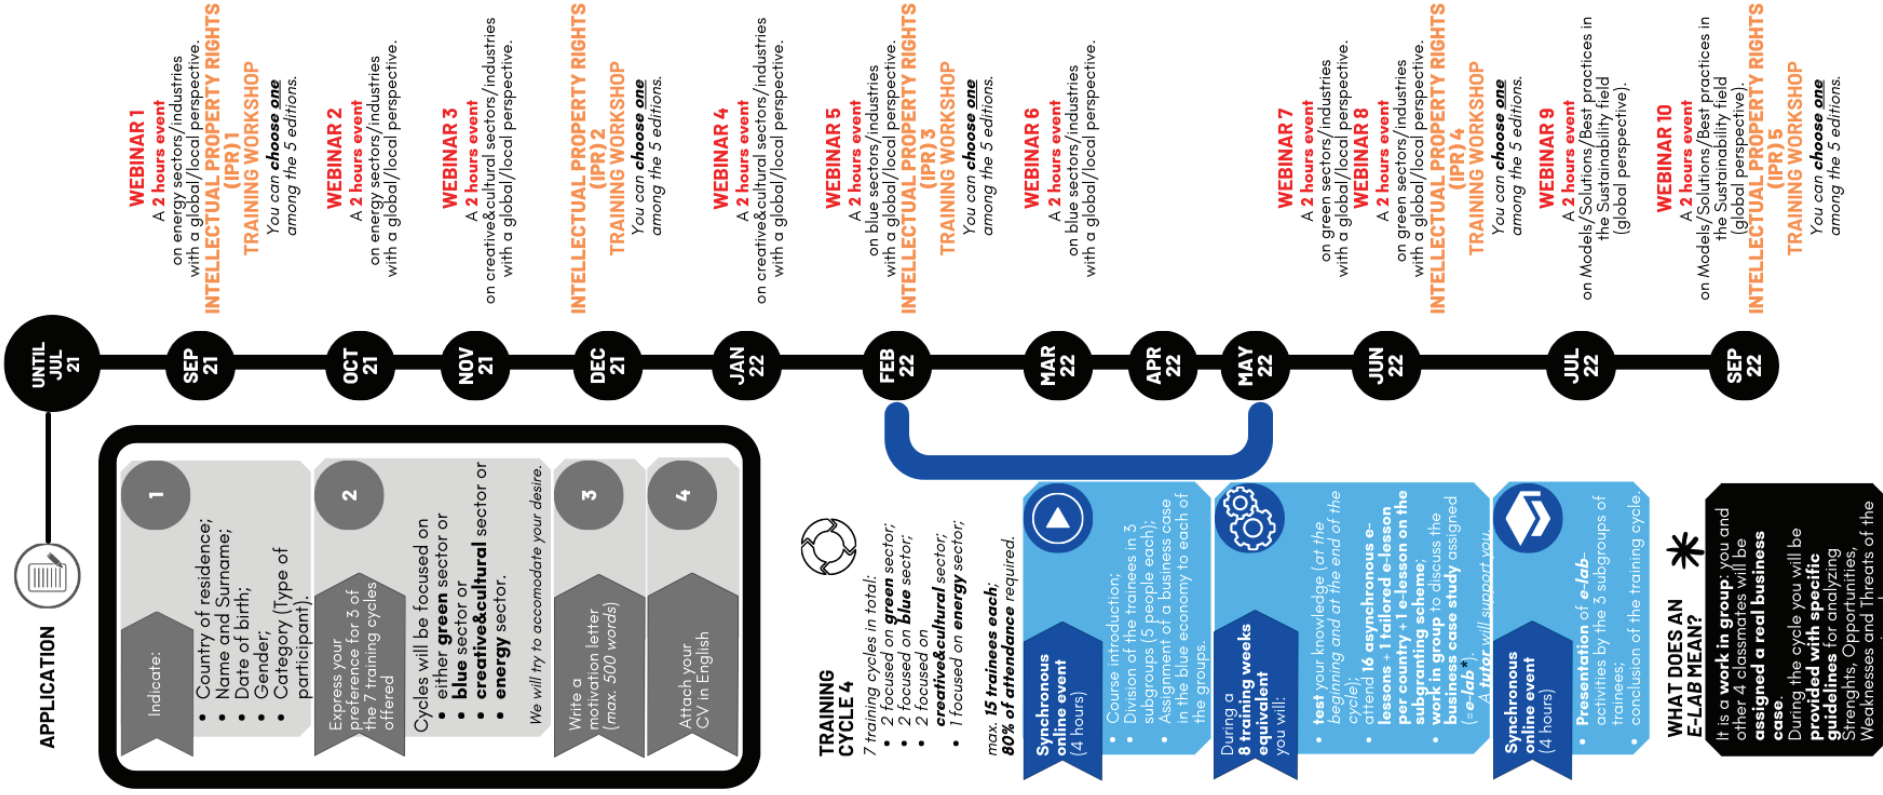 APPLICATION
UNTIL
JUL
21
1
Indicate:
• Country of residence;
• Name and Surname;
• Date of birth;
• Gender;
• Category (Type of
participant).
2
Express your
preference for 3 of
the 7 training cycles
offered
Cycles will be focused on
• either green sector or
• blue sector or
• creative&cultural sector or
• energy sector.
We will try to accomodate your desire.
3
Write a
motivation letter
(max. 500 words)
4
Attach your
CV in English
TRAINING
CYCLE 4
7 training cycles in total:
• 2 focused on green sector;
• 2 focused on blue sector;
• 2 focused on
creative&cultural sector;
• 1 focused on energy sector;
max. 15 trainees each;
80% of attendance required.
Synchronous
online event
(4 hours)
• Course introduction;
• Division of the trainees in 3
subgroups (5 people each);
• Assignment of a business case
in the blue economy to each of
the groups.
During a
8 training weeks
equivalent
you will:
• test your knowledge (at the
beginning and at the end of the
cycle);
• attend 16 asynchronous e-
lessons + 1 tailored e-lesson
per country + 1 e-lesson on the
subgranting scheme;
• work in group to discuss the
business case study assigned
(= e-lab*).
A tutor will support you.
Synchronous
online event
(4 hours)
• Presentation of e-lab-
activities by the 3 subgroups of
trainees;
• conclusion of the training cycle.
WHAT DOES AN
E-LAB MEAN?
It is a work in group: you and
other 4 classmates will be
assigned a real business
case.
During the cycle you will be
provided with specific
guidelines for analyzing
Strenghts, Opportunities,
Weaknesses and Threats of the
SEP
21
OCT
21
NOV
21
DEC
21
JAN
22
FEB
22
MAR
22
APR
22
MAY
22
JUN
22
JUL
22
SEP
22
WEBINAR 1
A 2 hours event
on energy sectors/industries
with a global/local perspective.
INTELLECTUAL PROPERTY RIGHTS
(IPR) 1
TRAINING WORKSHOP
You can choose one
among the 5 editions.
WEBINAR 2
A 2 hours event
on energy sectors/industries
with a global/local perspective.
WEBINAR 3
A 2 hours event
on creative&cultural sectors/industries
with a global/local perspective.
INTELLECTUAL PROPERTY RIGHTS
(IPR) 2
TRAINING WORKSHOP
You can choose one
among the 5 editions.
WEBINAR 4
A 2 hours event
on creative&cultural sectors/industries
with a global/local perspective.
WEBINAR 5
A 2 hours event
on blue sectors/industries
with a global/local perspective.
INTELLECTUAL PROPERTY RIGHTS
(IPR) 3
TRAINING WORKSHOP
You can choose one
among the 5 editions.
WEBINAR 6
A 2 hours event
on blue sectors/industries
with a global/local perspective.
WEBINAR 7
A 2 hours event
on green sectors/industries
with a global/local perspective.
WEBINAR 8
A 2 hours event
on green sectors/industries
with a global/local perspective.
INTELLECTUAL PROPERTY RIGHTS
(IPR) 4
TRAINING WORKSHOP
You can choose one
among the 5 editions.
WEBINAR 9
A 2 hours event
on Models/Solutions/Best practices in
the Sustainability field
(global perspective).
WEBINAR 10
A 2 hours event
on Models/Solutions/Best practices in
the Sustainability field
(global perspective).
INTELLECTUAL PROPERTY RIGHTS
(IPR) 5
TRAINING WORKSHOP
You can choose one
among the 5 editions.